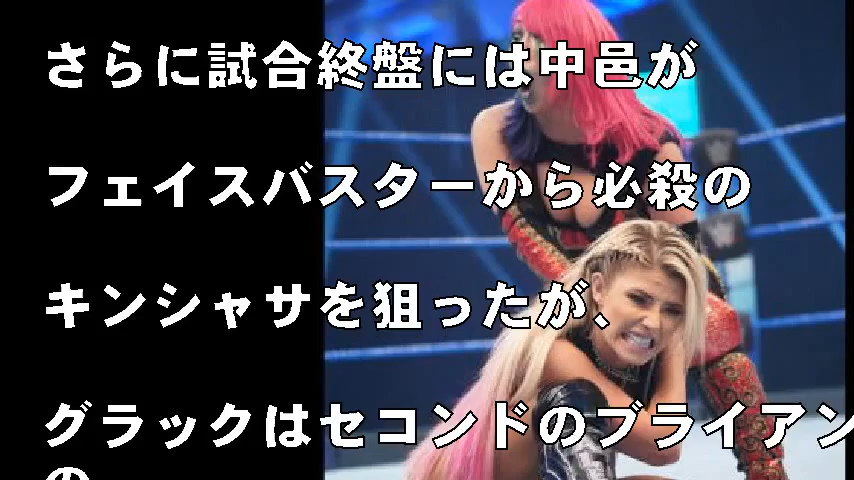 さらに試合終盤には中邑が
フェイスバスターから必殺の
キンシャサを狙ったが、
グラックはセコンドのブライアン
の